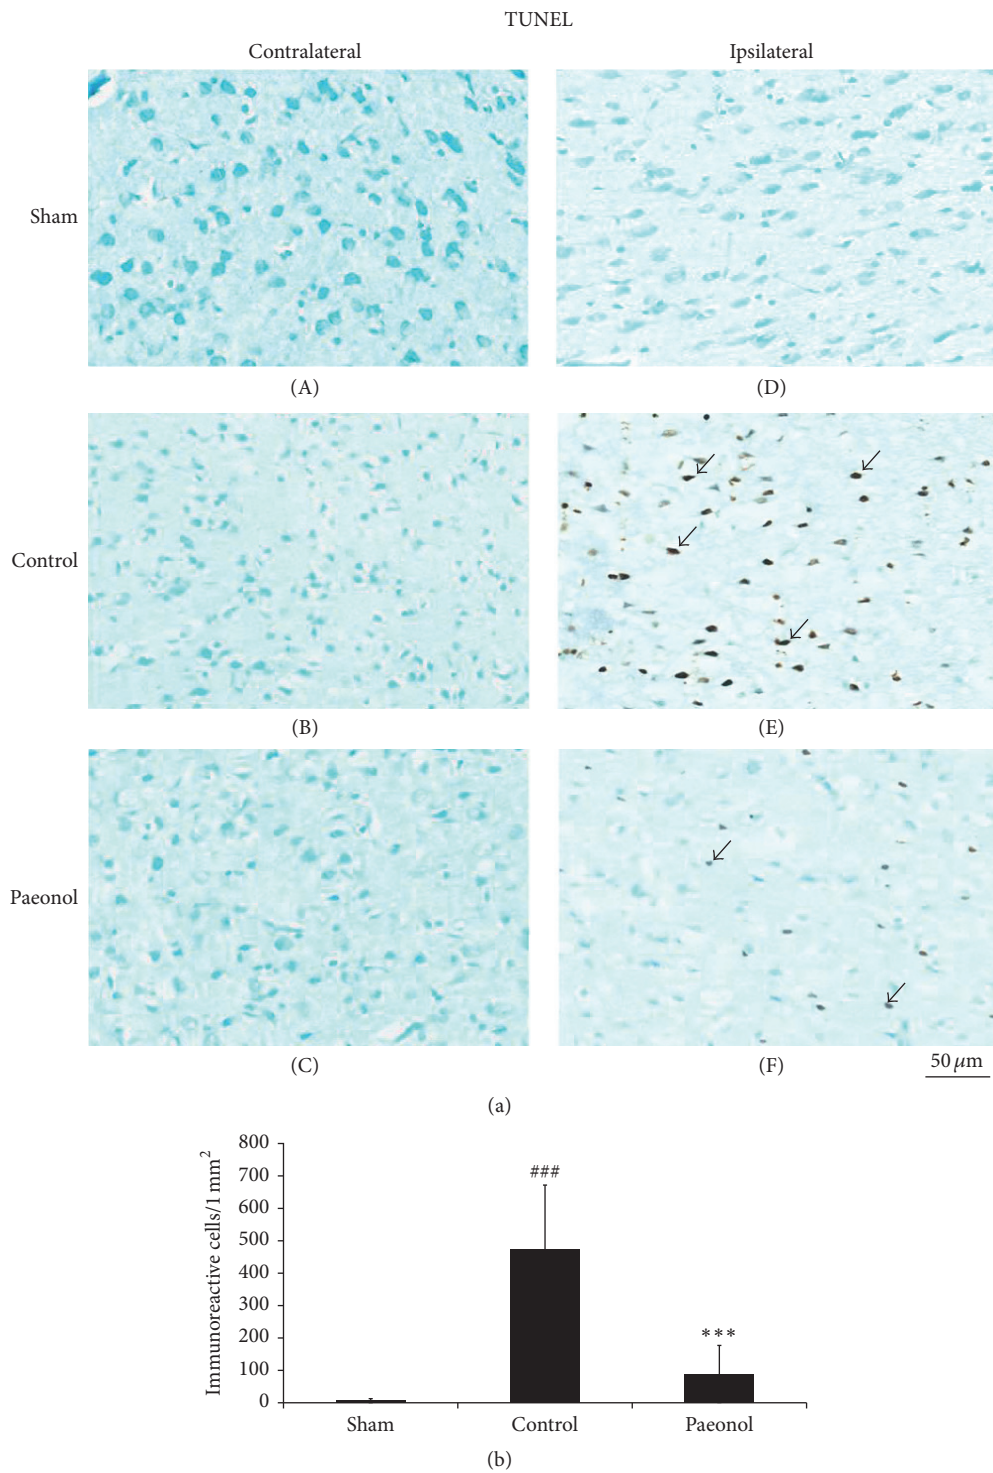 TUNEL
Contralateral Ipsilateral
Sham
(A) (D)
Control
(B) (E)
Paeonol
(C) (F)
50 μm
(a)
Immunoreactive cells/1 mm²
800
700
600
500
400
300
200
100
0
###
***
Sham Control Paeonol
(b)